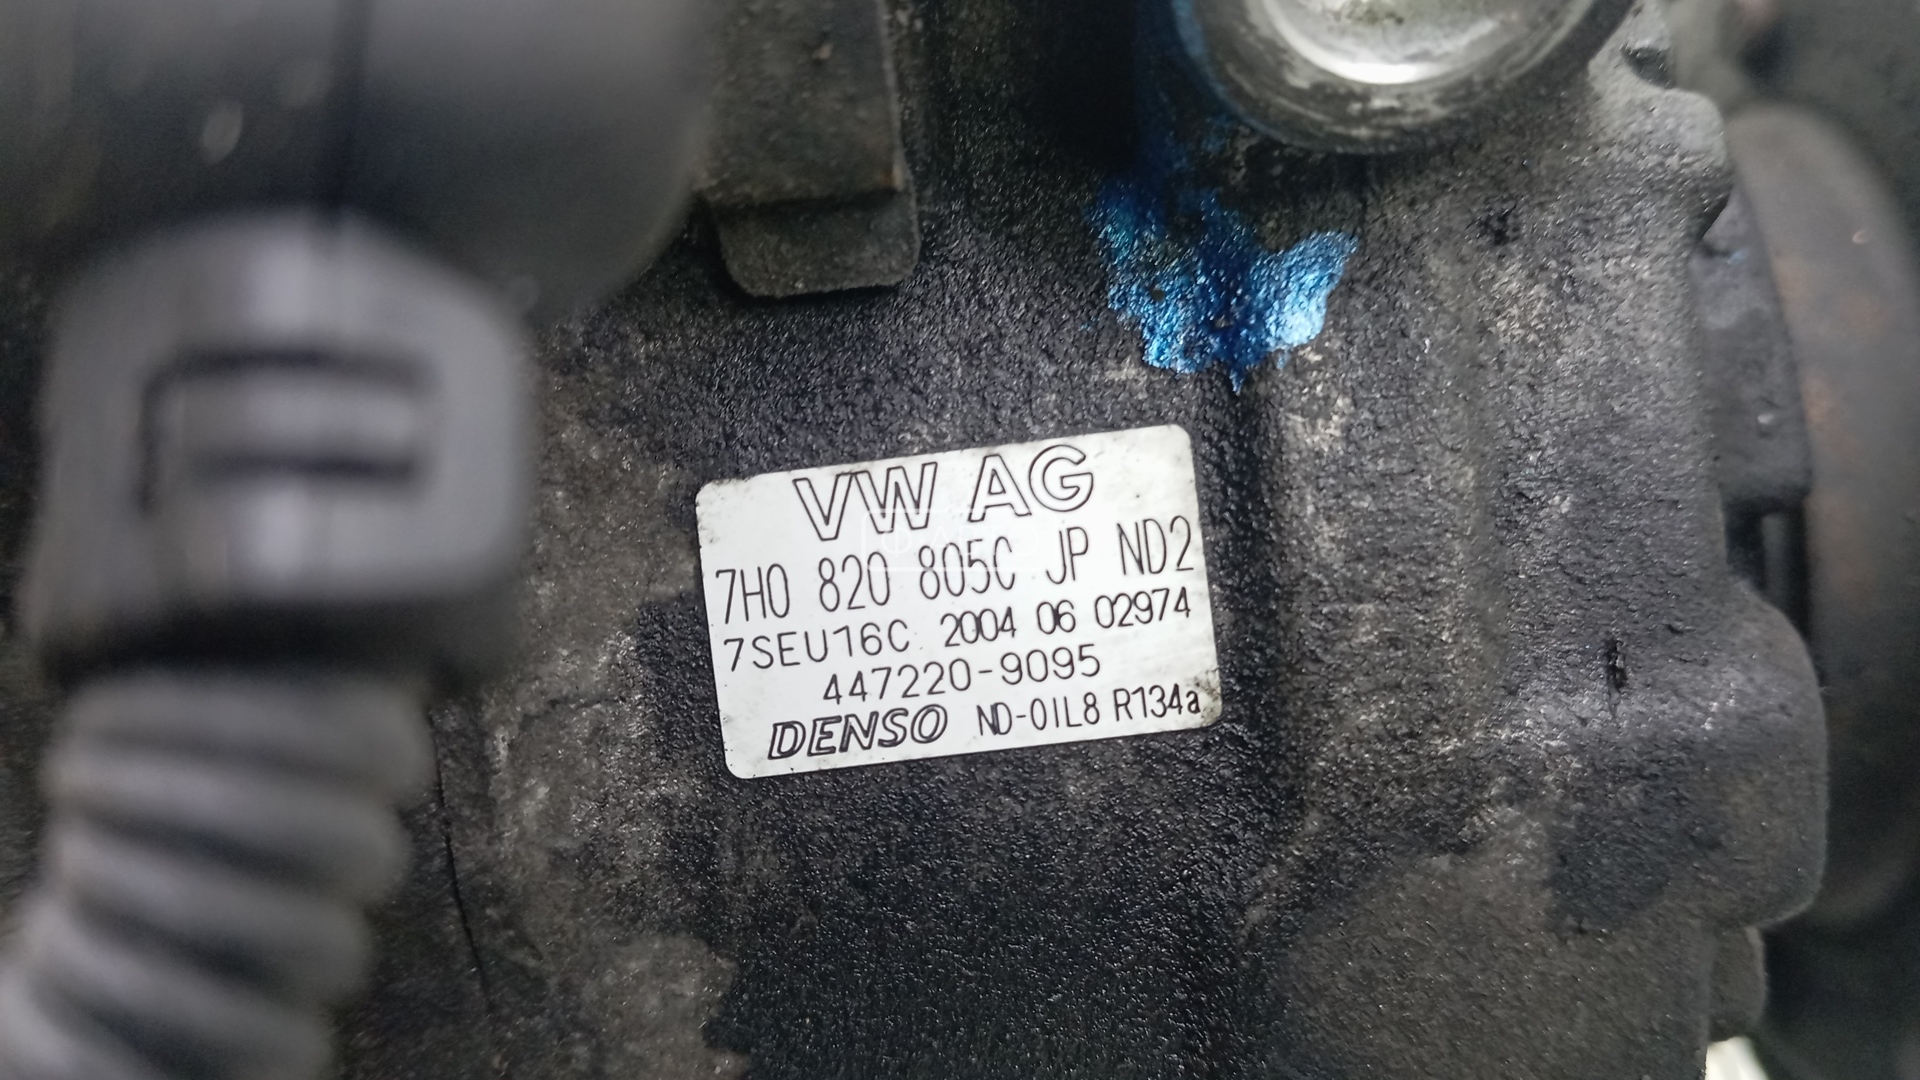 VW AG
7H0 820 805C JP ND2
7SEU16C 2004 06 02974
447220-9095
DENSO ND-OIL8 R134a